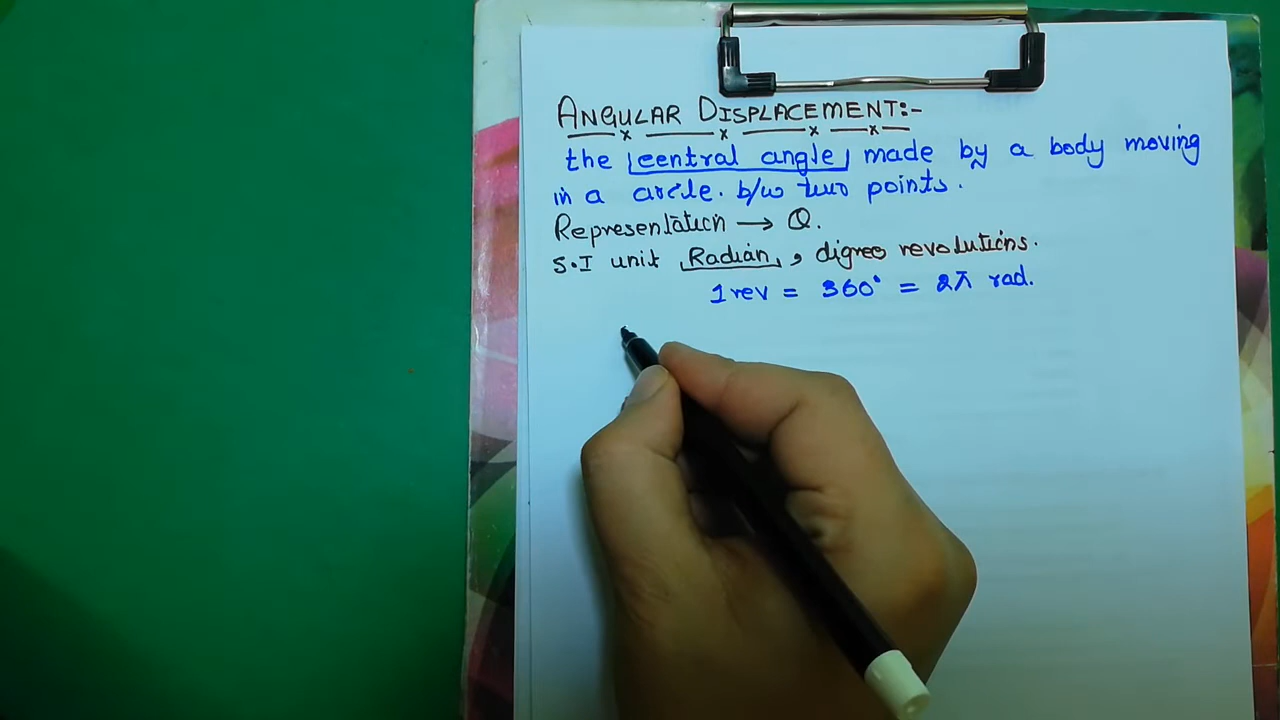 ANGULAR DISPLACEMENT:-
the central angle made by a body moving
in a circle. b/w two points.
Representation → θ.
S.I unit Radian, digree revolutions.
1 rev = 360° = 2π rad.